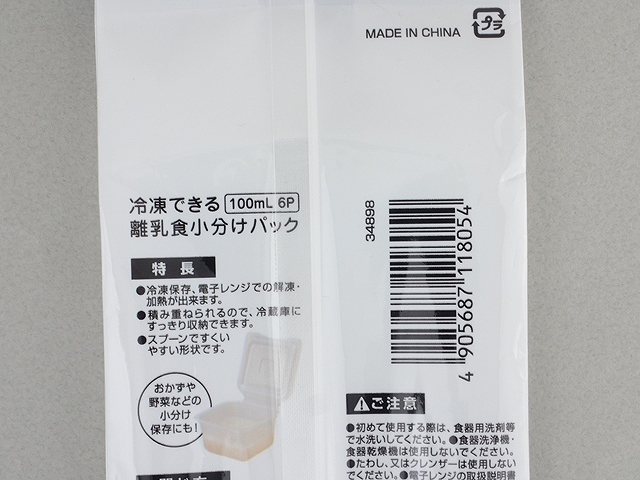 MADE IN CHINA
プラ
冷凍できる 100mL 6P
離乳食小分けパック
特長
●冷凍保存、電子レンジでの解凍・
加熱が出来ます。
●積み重ねられるので、冷蔵庫に
すっきり収納できます。
●スプーンですくい
やすい形状です。
おかずや
野菜などの
小分け
保存にも!
34898
4 905687 118054
ご注意
●初めて使用する際は、食器用洗剤等
で水洗いしてください。●食器洗浄機・
食器乾燥機は使用しないでください。
●たわし、又はクレンザーは使用しない
でください。●電子レンジの取扱説明書